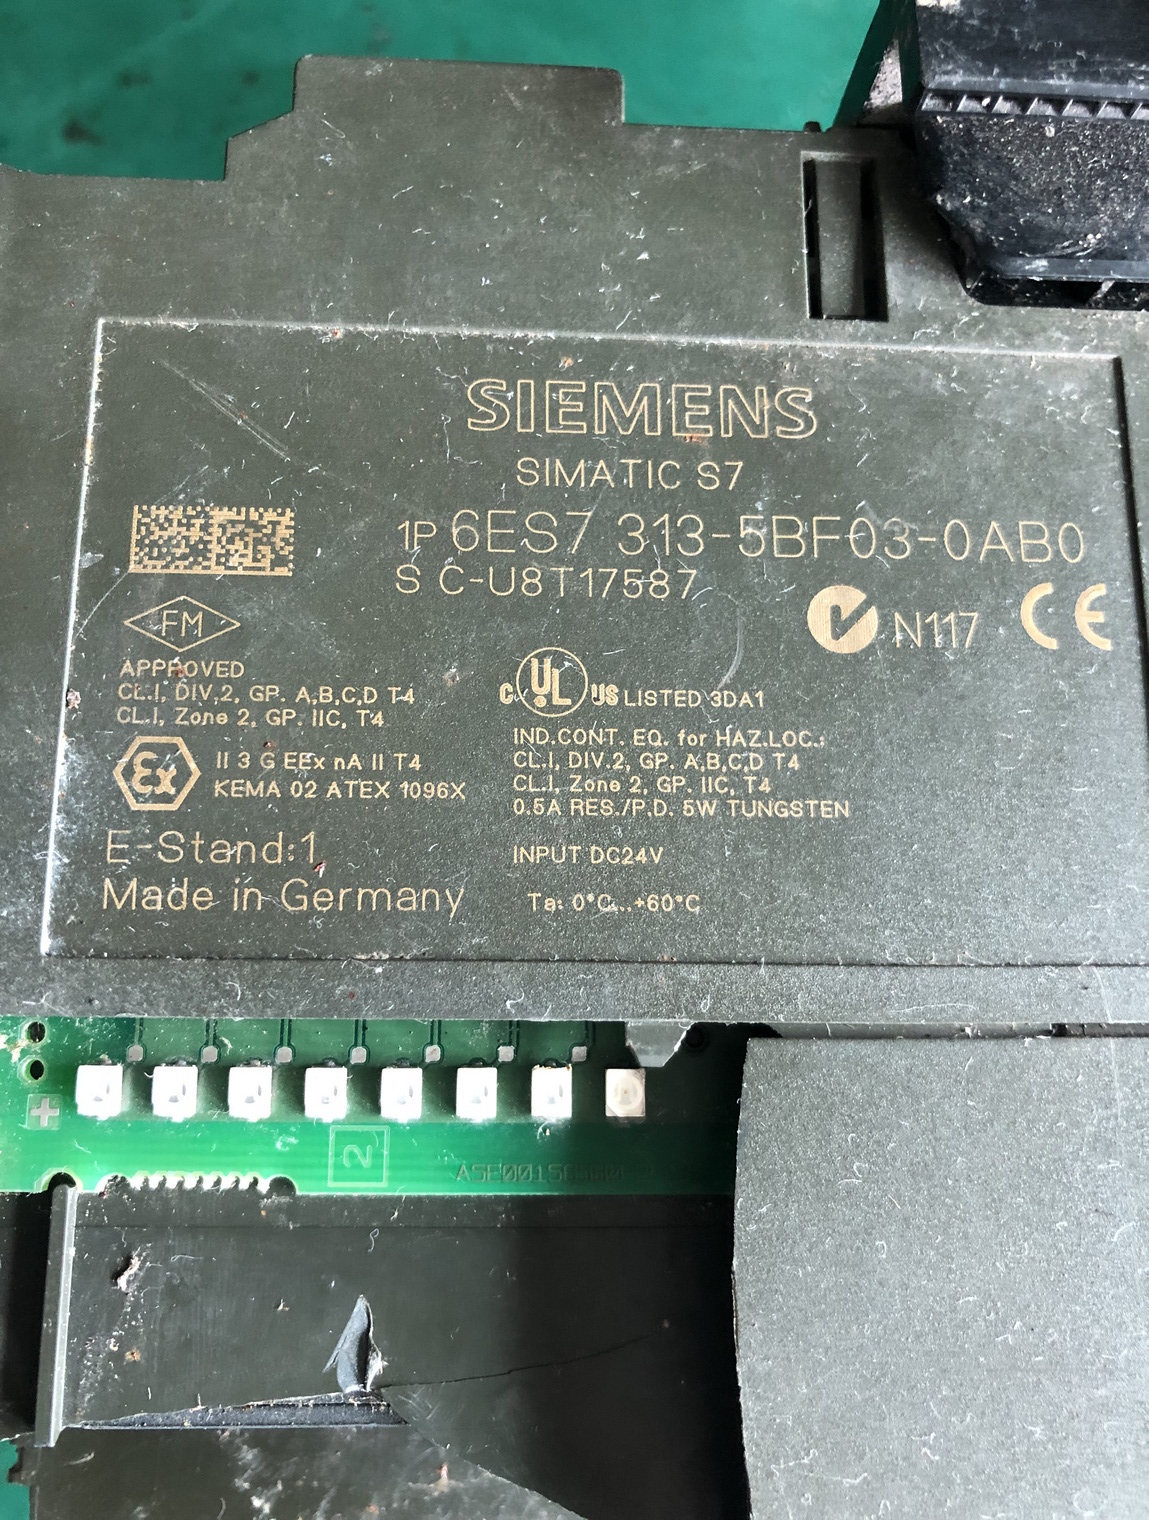 SIEMENS
SIMATIC S7
1P 6ES7 313-5BF03-0AB0
S C-U8T17587
N117 CE
FM
APPROVED
CL.I, DIV.2, GP. A,B,C,D T4
CL.I, Zone 2, GP. IIC, T4
Ex II 3 G EEx nA II T4
KEMA 02 ATEX 1096X
E-Stand:1
Made in Germany
C UL US LISTED 3DA1
IND.CONT. EQ. for HAZ.LOC.:
CL.I, DIV.2, GP. A,B,C,D T4
CL.I, Zone 2, GP. IIC, T4
0.5A RES./P.D. 5W TUNGSTEN
INPUT DC24V
Ta: 0°C...+60°C
2